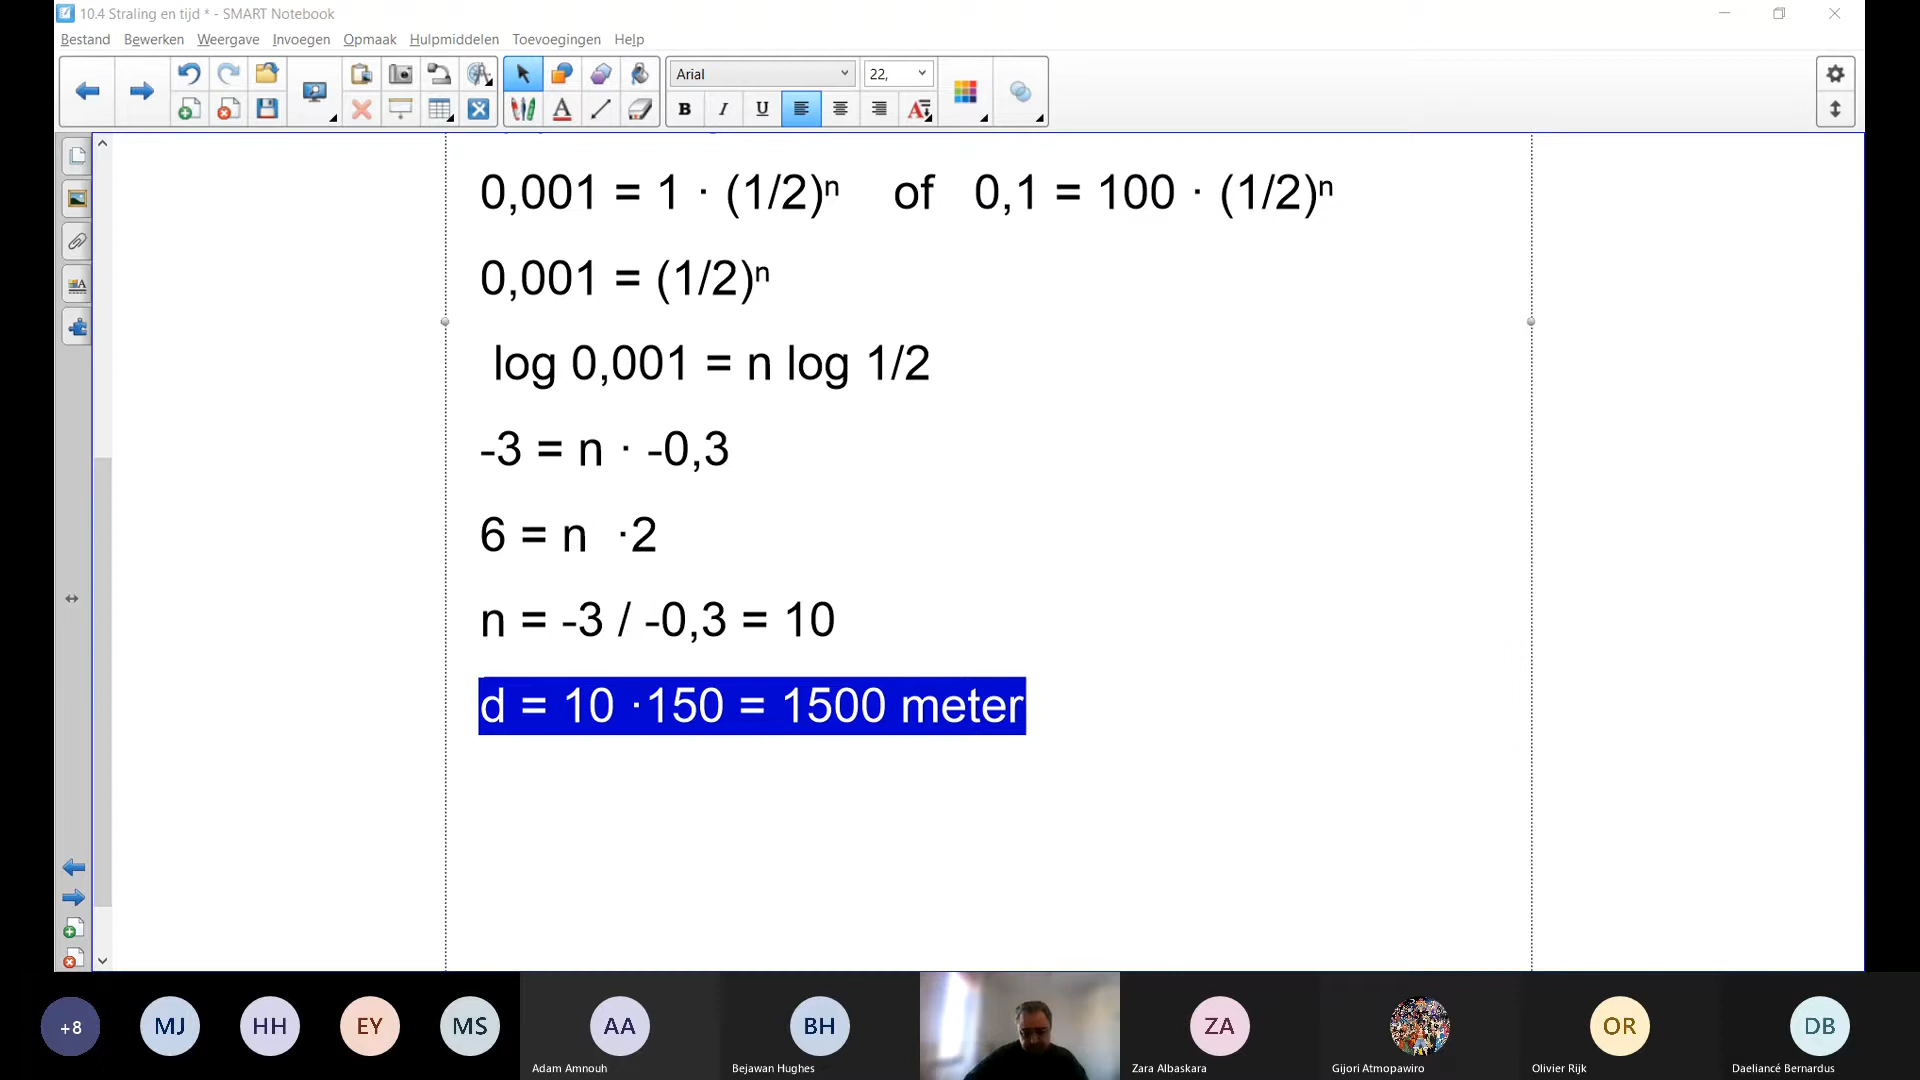 10.4 Straling en tijd * - SMART Notebook
Bestand Bewerken Weergave Invoegen Opmaak Hulpmiddelen Toevoegingen Help
Arial 22,
B I U
0,001 = 1 · (1/2)ⁿ of 0,1 = 100 · (1/2)ⁿ
0,001 = (1/2)ⁿ
log 0,001 = n log 1/2
-3 = n · -0,3
6 = n ·2
n = -3 / -0,3 = 10
d = 10 ·150 = 1500 meter
+8 MJ HH EY MS AA BH ZA OR DB
Adam Amnouh Bejawan Hughes Zara Albaskara Gijori Atmopawiro Olivier Rijk Daeliancé Bernardus